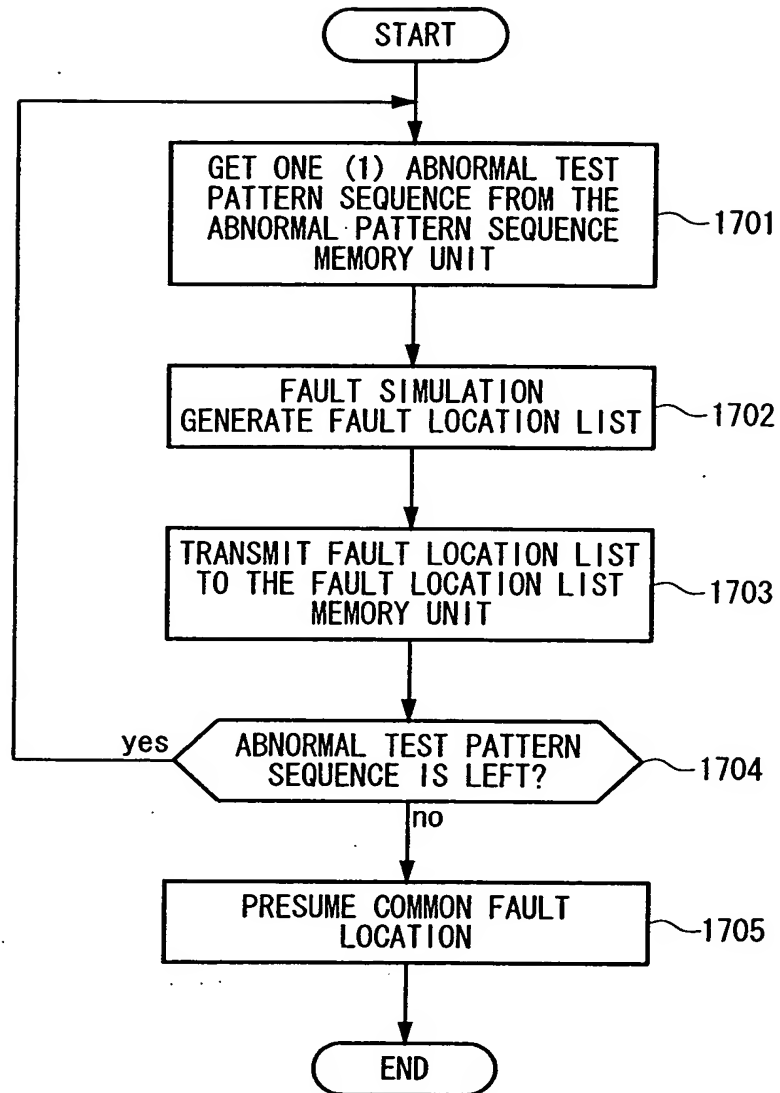 START
GET ONE (1) ABNORMAL TEST
PATTERN SEQUENCE FROM THE
ABNORMAL PATTERN SEQUENCE
MEMORY UNIT
1701
FAULT SIMULATION
GENERATE FAULT LOCATION LIST
1702
TRANSMIT FAULT LOCATION LIST
TO THE FAULT LOCATION LIST
MEMORY UNIT
1703
yes
ABNORMAL TEST PATTERN
SEQUENCE IS LEFT?
1704
no
PRESUME COMMON FAULT
LOCATION
1705
END